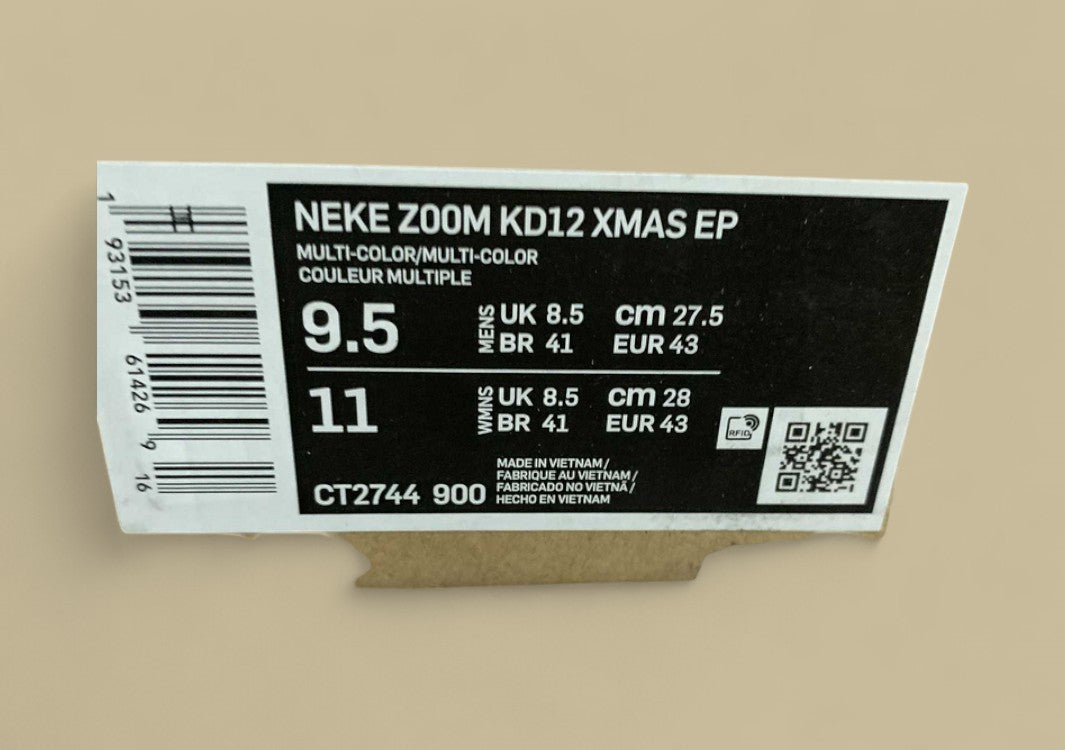 NEKE Z00M KD12 XMAS EP
MULTI-COLOR/MULTI-COLOR
COULEUR MULTIPLE
9.5
MENS
UK 8.5 cm 27.5
BR 41 EUR 43
11
WMNS
UK 8.5 cm 28
BR 41 EUR 43
RFID
CT2744 900
MADE IN VIETNAM /
FABRIQUE AU VIETNAM /
FABRICADO NO VIETNÃ /
HECHO EN VIETNAM
1 93153 61426 9 16